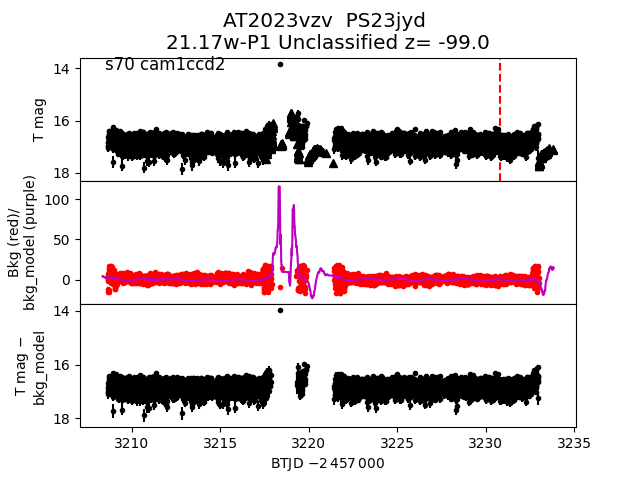 AT2023vzv  PS23jyd
21.17w-P1 Unclassified z= -99.0
s70 cam1ccd2
T mag
14
16
18
Bkg (red)/
bkg_model (purple)
100
50
0
T mag −
bkg_model
14
16
18
3210 3215 3220 3225 3230 3235
BTJD −2 457 000